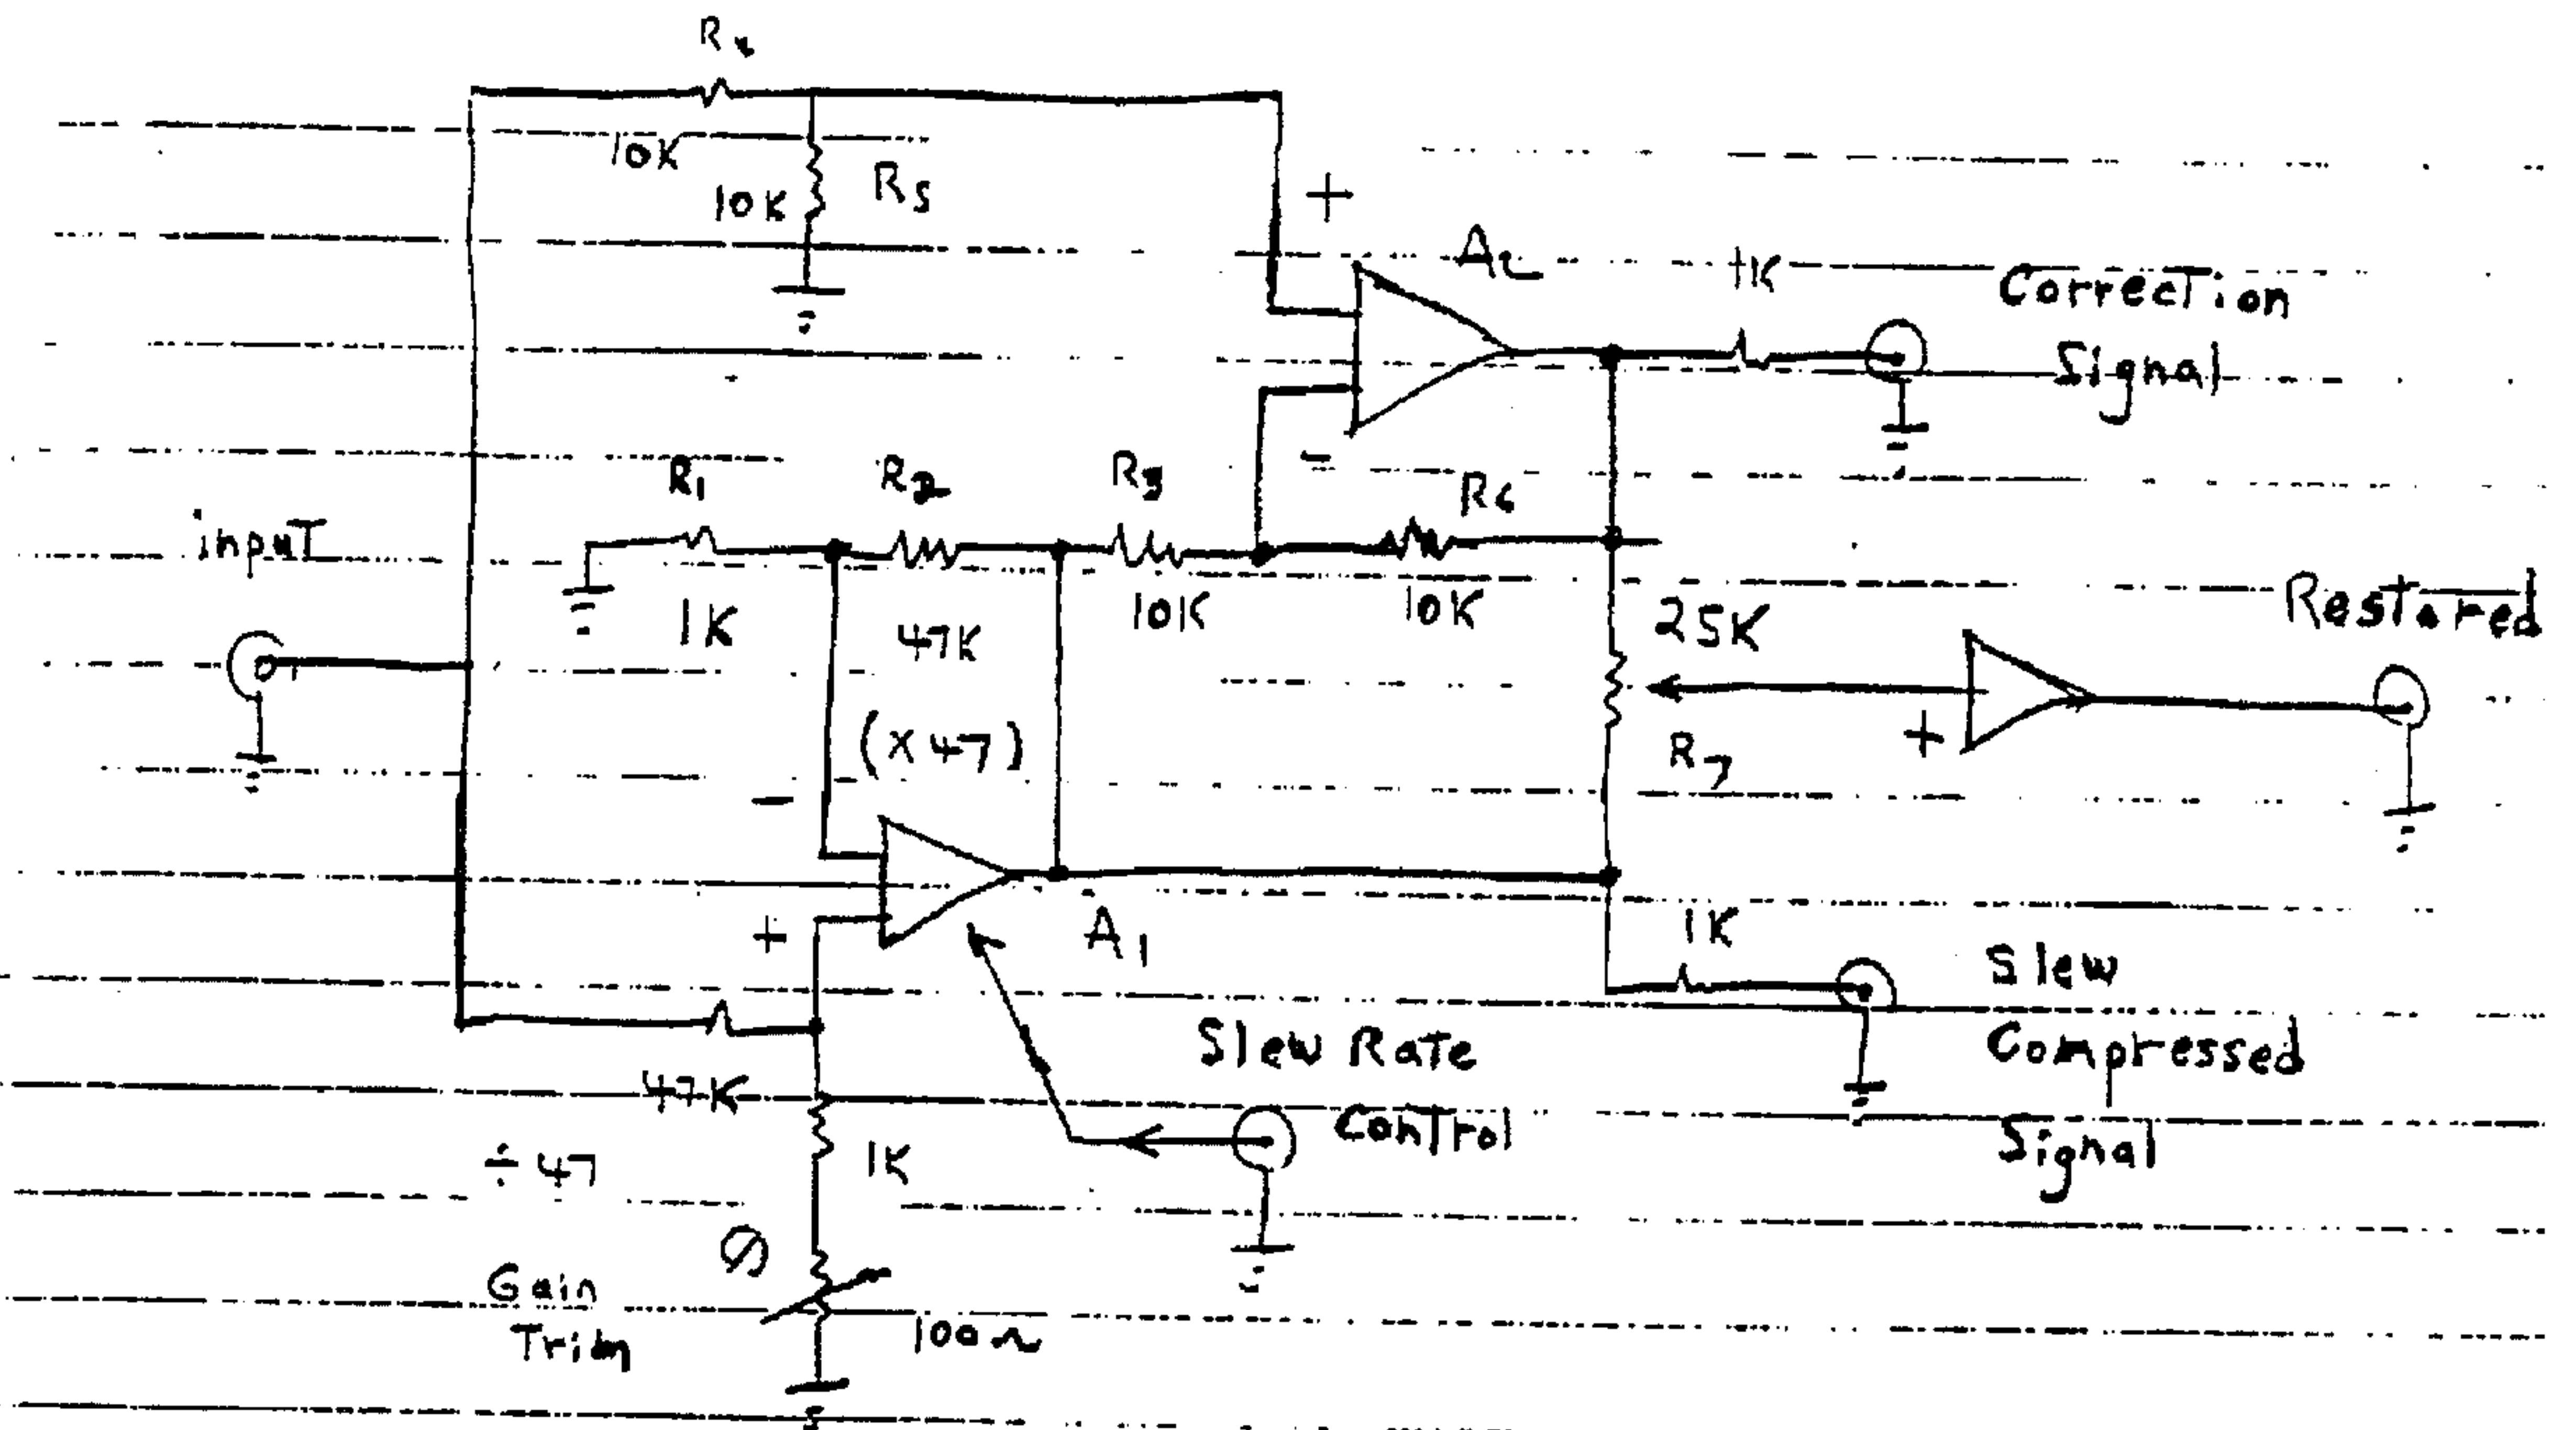 10K
10K
R5
+
A2
1K
Correction
Signal
-
R1
R2
R3
R6
input
1K
47K
10K
10K
25K
Restored
(x47)
R7
+
-
+
A1
1K
Slew
Compressed
Signal
Slew Rate
Control
47K
1K
÷ 47
Gain
Trim
100Ω